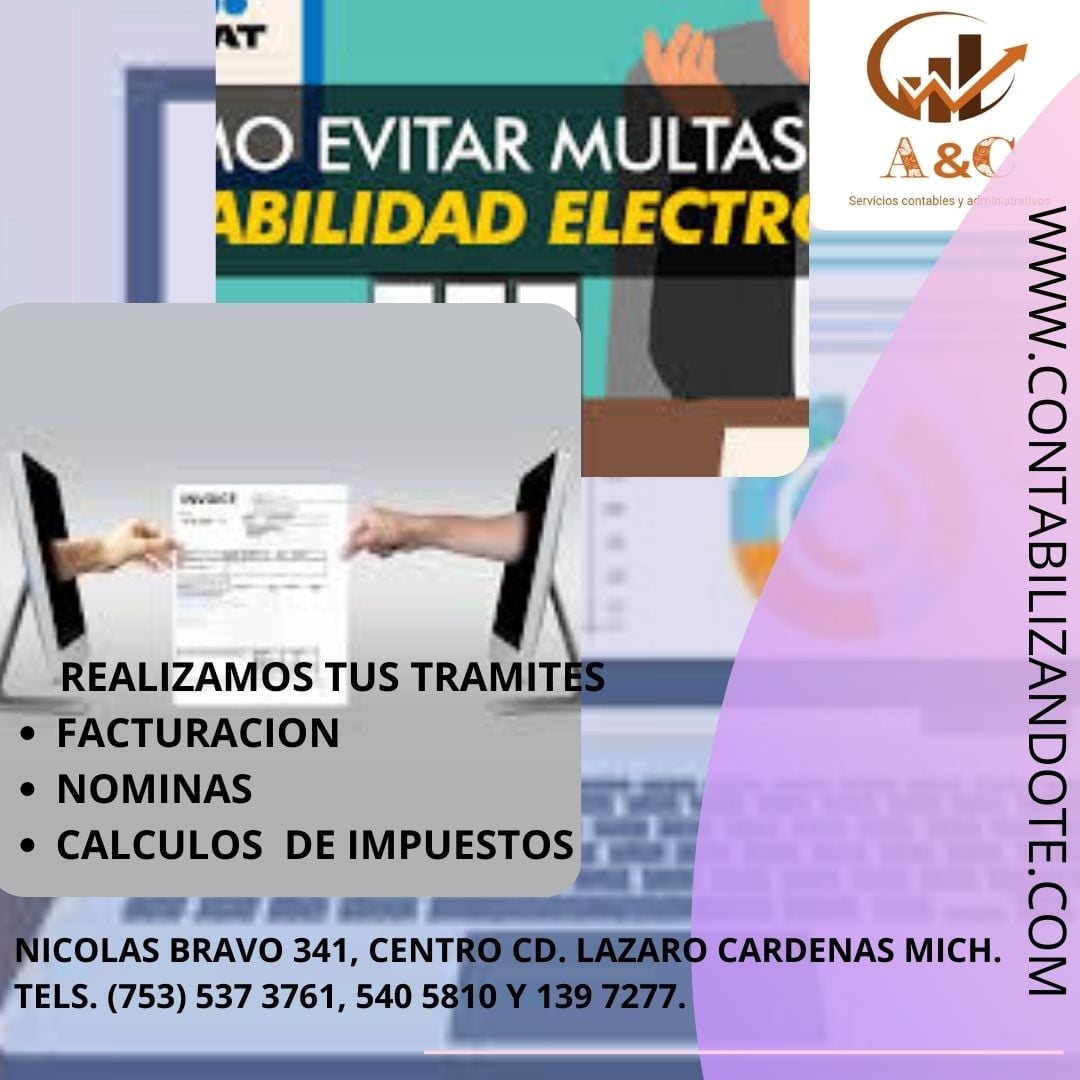 AT
MO EVITAR MULTAS
ABILIDAD ELECTRO
A&C
Servicios contables y administrativos
WWW.CONTABILIZANDOTE.COM
INVOICE
REALIZAMOS TUS TRAMITES
• FACTURACION
• NOMINAS
• CALCULOS DE IMPUESTOS
NICOLAS BRAVO 341, CENTRO CD. LAZARO CARDENAS MICH.
TELS. (753) 537 3761, 540 5810 Y 139 7277.